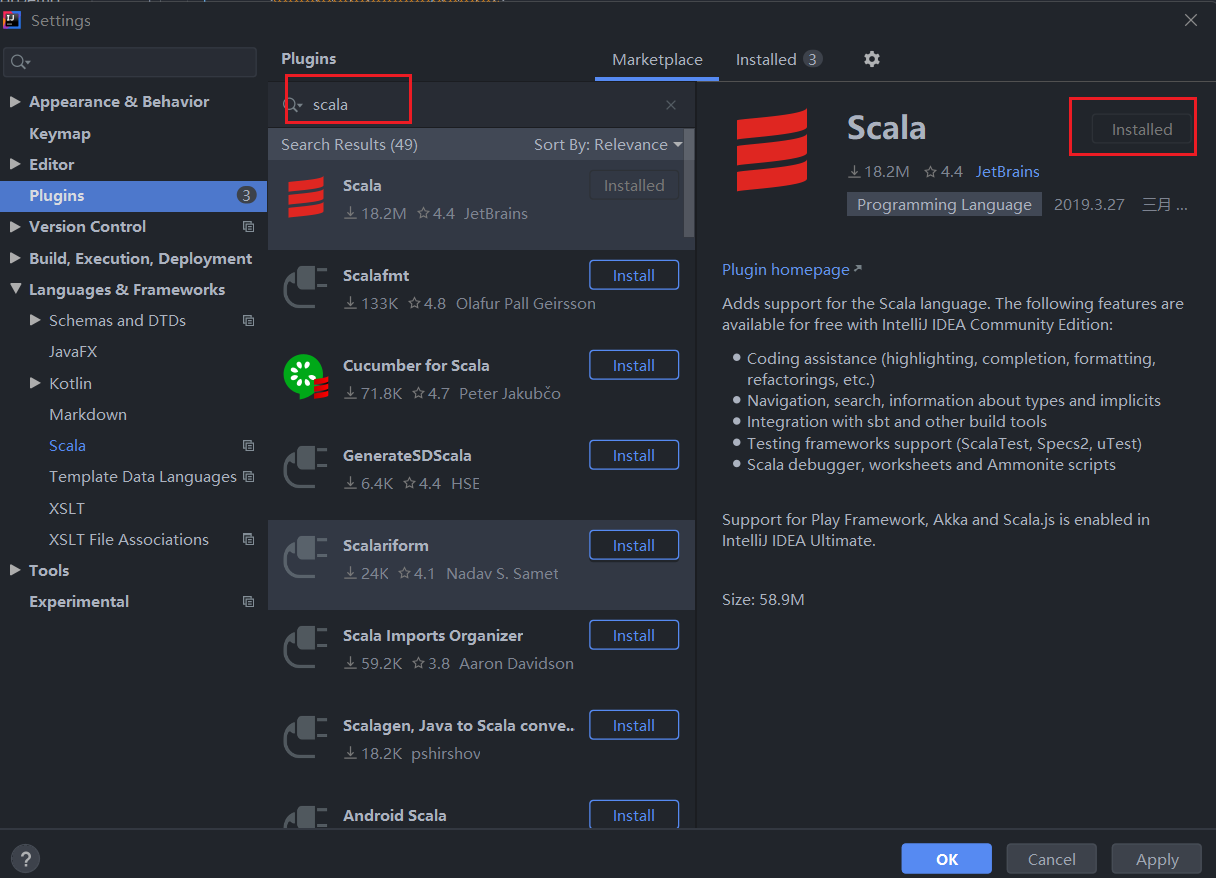 Settings
Appearance & Behavior
Keymap
Editor
Plugins 3
Version Control
Build, Execution, Deployment
Languages & Frameworks
Schemas and DTDs
JavaFX
Kotlin
Markdown
Scala
Template Data Languages
XSLT
XSLT File Associations
Tools
Experimental
Plugins
Marketplace
Installed 3
scala
Search Results (49) Sort By: Relevance
Scala Installed
18.2M 4.4 JetBrains
Scalafmt Install
133K 4.8 Olafur Pall Geirsson
Cucumber for Scala Install
71.8K 4.7 Peter Jakubčo
GenerateSDScala Install
6.4K 4.4 HSE
Scalariform Install
24K 4.1 Nadav S. Samet
Scala Imports Organizer Install
59.2K 3.8 Aaron Davidson
Scalagen, Java to Scala conve.. Install
18.2K pshirshov
Android Scala Install
Scala Installed
18.2M 4.4 JetBrains
Programming Language 2019.3.27 三月 ...
Plugin homepage
Adds support for the Scala language. The following features are
available for free with IntelliJ IDEA Community Edition:
Coding assistance (highlighting, completion, formatting,
refactorings, etc.)
Navigation, search, information about types and implicits
Integration with sbt and other build tools
Testing frameworks support (ScalaTest, Specs2, uTest)
Scala debugger, worksheets and Ammonite scripts
Support for Play Framework, Akka and Scala.js is enabled in
IntelliJ IDEA Ultimate.
Size: 58.9M
? OK Cancel Apply